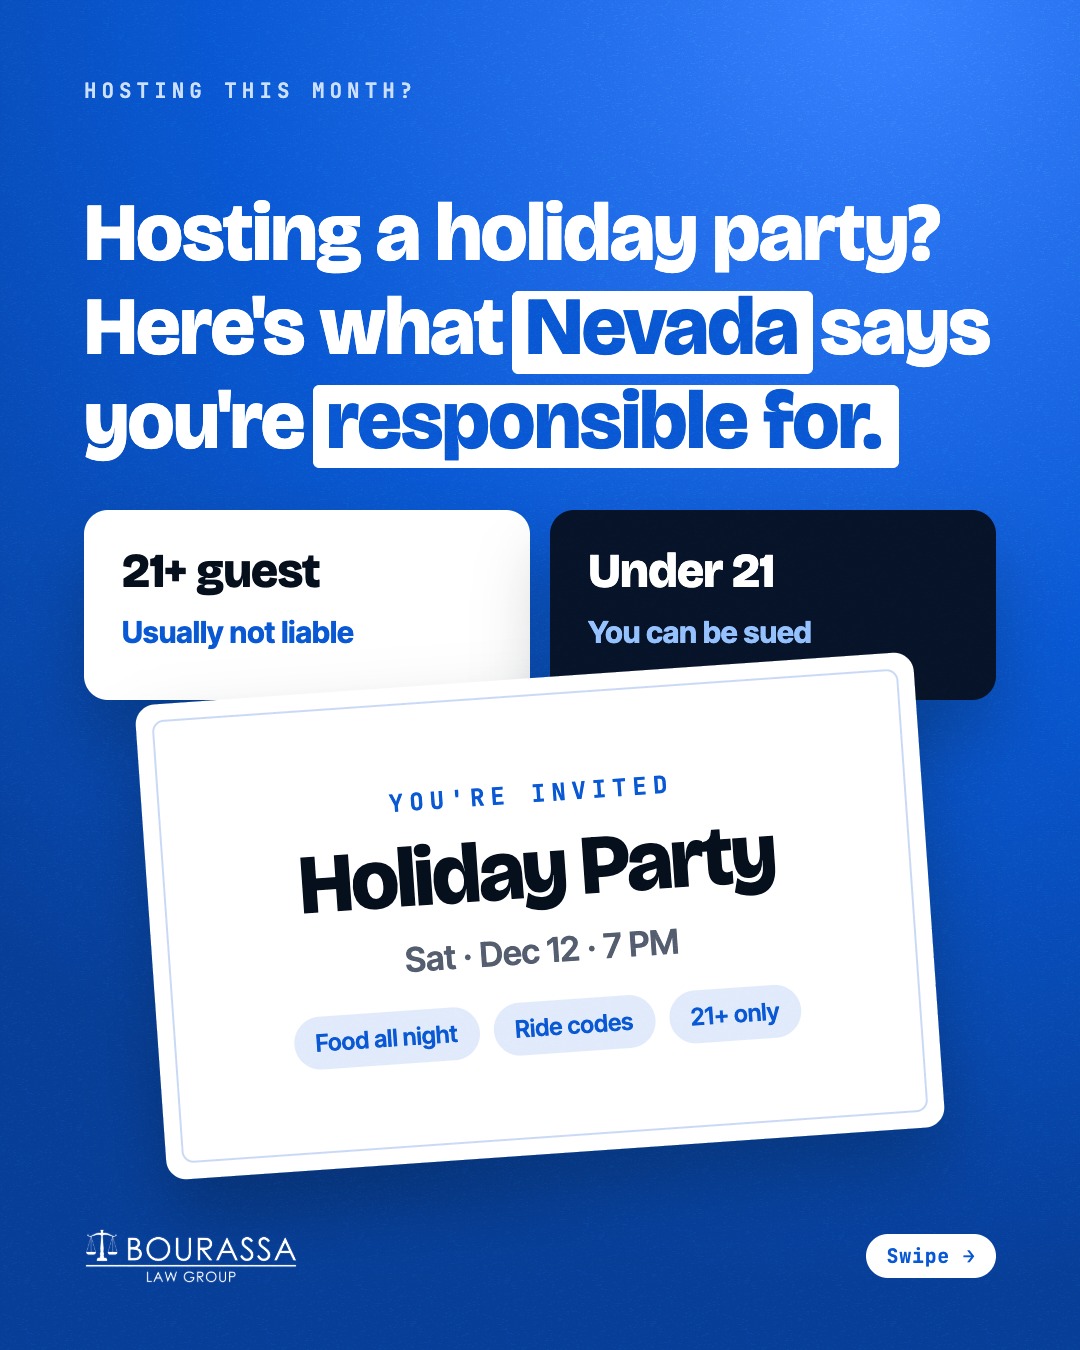 HOSTING THIS MONTH?
Hosting a holiday party?
Here's what Nevada says
you're responsible for.
21+ guest
Usually not liable
Under 21
You can be sued
YOU'RE INVITED
Holiday Party
Sat · Dec 12 · 7 PM
Food all night
Ride codes
21+ only
BOURASSA
LAW GROUP
Swipe →